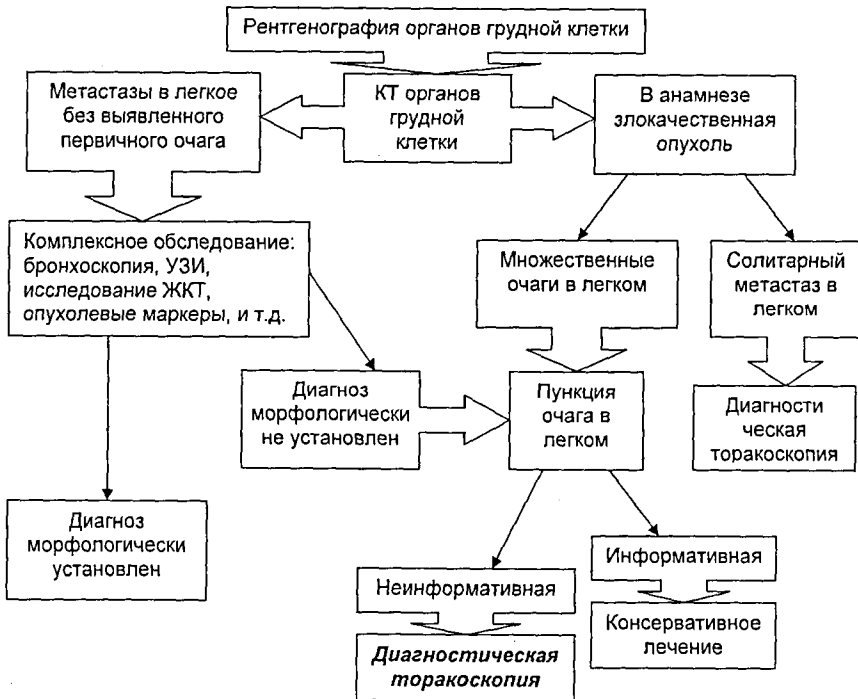 Рентгенография органов грудной клетки
Метастазы в легкое
без выявленного
первичного очага
КТ органов
грудной
клетки
В анамнезе
злокачественная
опухоль
Комплексное обследование:
бронхоскопия, УЗИ,
исследование ЖКТ,
опухолевые маркеры, и т.д.
Множественные
очаги в легком
Солитарный
метастаз в
легком
Диагноз
морфологически
не установлен
Пункция
очага в
легком
Диагности
ческая
торакоскопия
Диагноз
морфологически
установлен
Неинформативная
Информативная
Диагностическая
торакоскопия
Консервативное
лечение